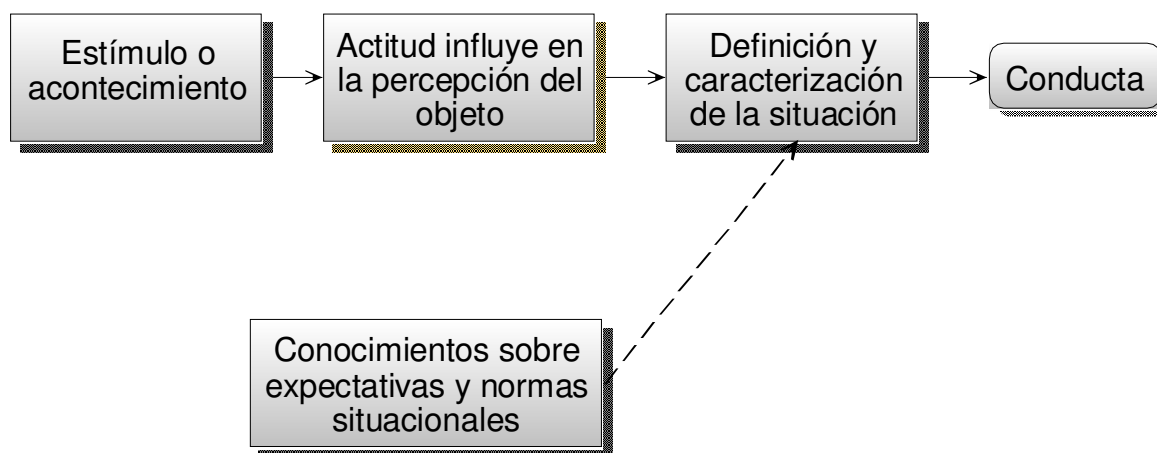 Estímulo o
acontecimiento
Actitud influye en
la percepción del
objeto
Definición y
caracterización
de la situación
Conducta
Conocimientos sobre
expectativas y normas
situacionales